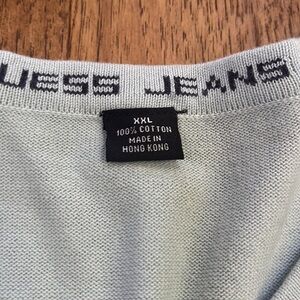 UESS JEANS
XXL
100% COTTON
MADE IN
HONG KONG